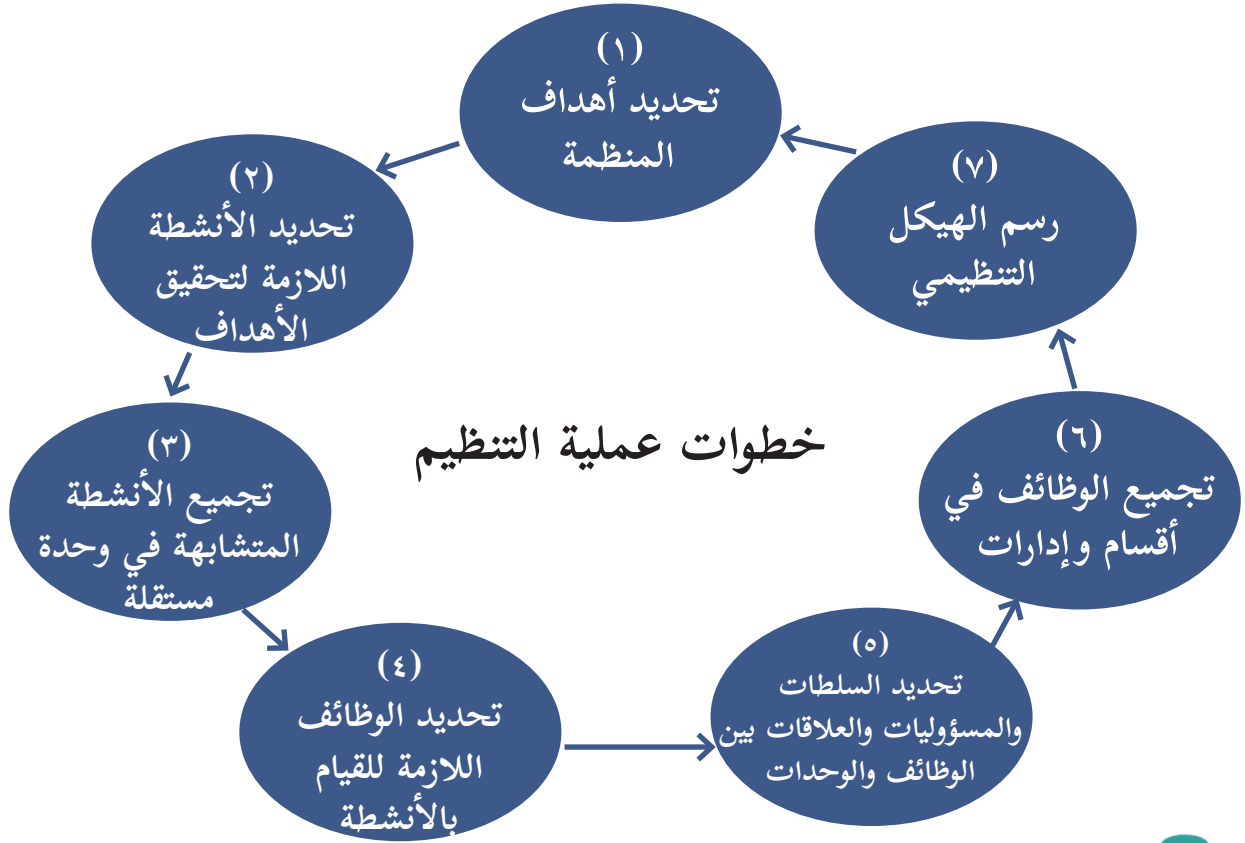 (١)
تحديد أهداف
المنظمة
(٢)
تحديد الأنشطة
اللازمة لتحقيق
الأهداف
(٣)
تجميع الأنشطة
المتشابهة في وحدة
مستقلة
(٤)
تحديد الوظائف
اللازمة للقيام
بالأنشطة
(٥)
تحديد السلطات
والمسؤوليات والعلاقات بين
الوظائف والوحدات
(٦)
تجميع الوظائف في
أقسام وإدارات
(٧)
رسم الهيكل
التنظيمي
خطوات عملية التنظيم